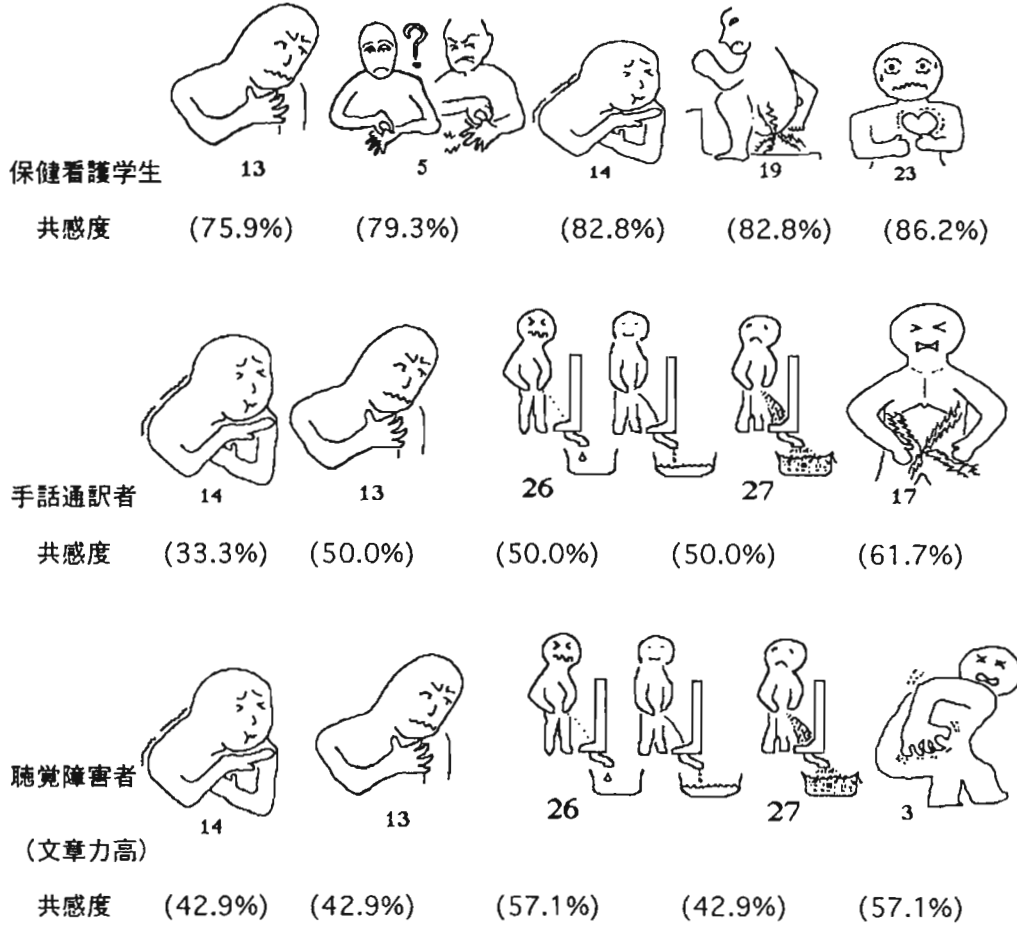 ?
保健看護学生 13 5 14 19 23
共感度 (75.9%) (79.3%) (82.8%) (82.8%) (86.2%)
手話通訳者 14 13 26 27 17
共感度 (33.3%) (50.0%) (50.0%) (50.0%) (61.7%)
聴覚障害者 14 13 26 27 3
（文章力高）
共感度 (42.9%) (42.9%) (57.1%) (42.9%) (57.1%)